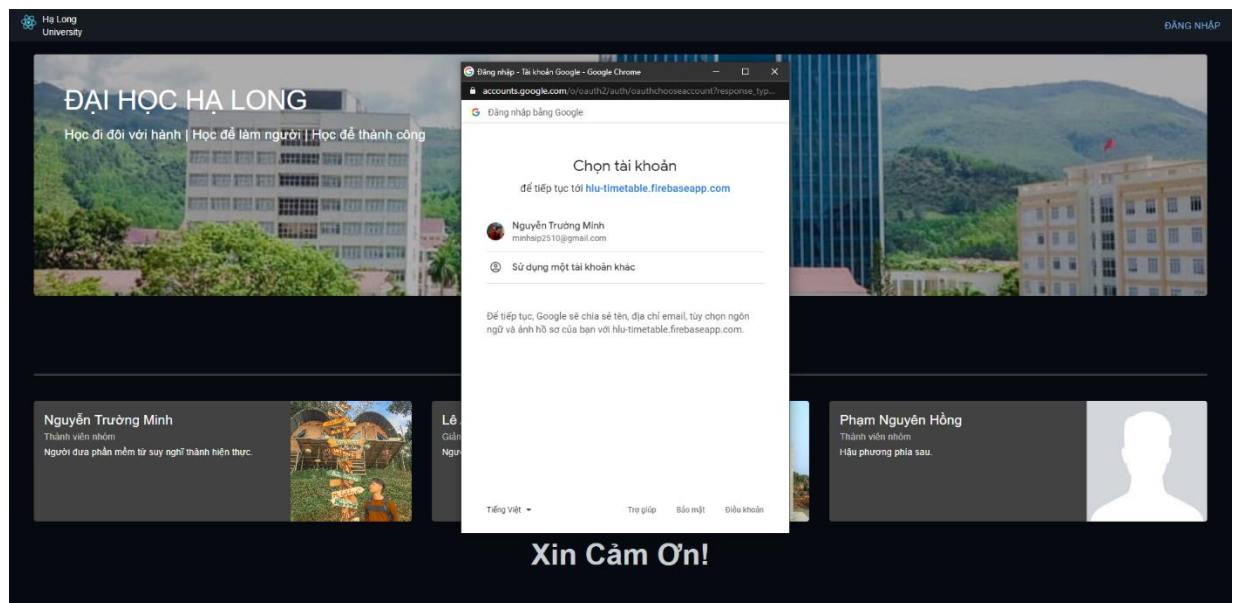 Hạ Long
University
ĐĂNG NHẬP
ĐẠI HỌC HẠ LONG
Học đi đôi với hành | Học để làm người | Học để thành công
Đăng nhập - Tài khoản Google - Google Chrome
accounts.google.com/o/oauth2/auth/oauthchooseaccount?response_typ...
Đăng nhập bằng Google
Chọn tài khoản
để tiếp tục tới hlu-timetable.firebaseapp.com
Nguyễn Trường Minh
minhsip2510@gmail.com
Sử dụng một tài khoản khác
Để tiếp tục, Google sẽ chia sẻ tên, địa chỉ email, tùy chọn ngôn
ngữ và ảnh hồ sơ của bạn với hlu-timetable.firebaseapp.com.
Tiếng Việt
Trợ giúp
Bảo mật
Điều khoản
Nguyễn Trường Minh
Thành viên nhóm
Người đưa phần mềm từ suy nghĩ thành hiện thực.
Lê
Phạm Nguyên Hồng
Thành viên nhóm
Hậu phương phía sau.
Xin Cảm Ơn!